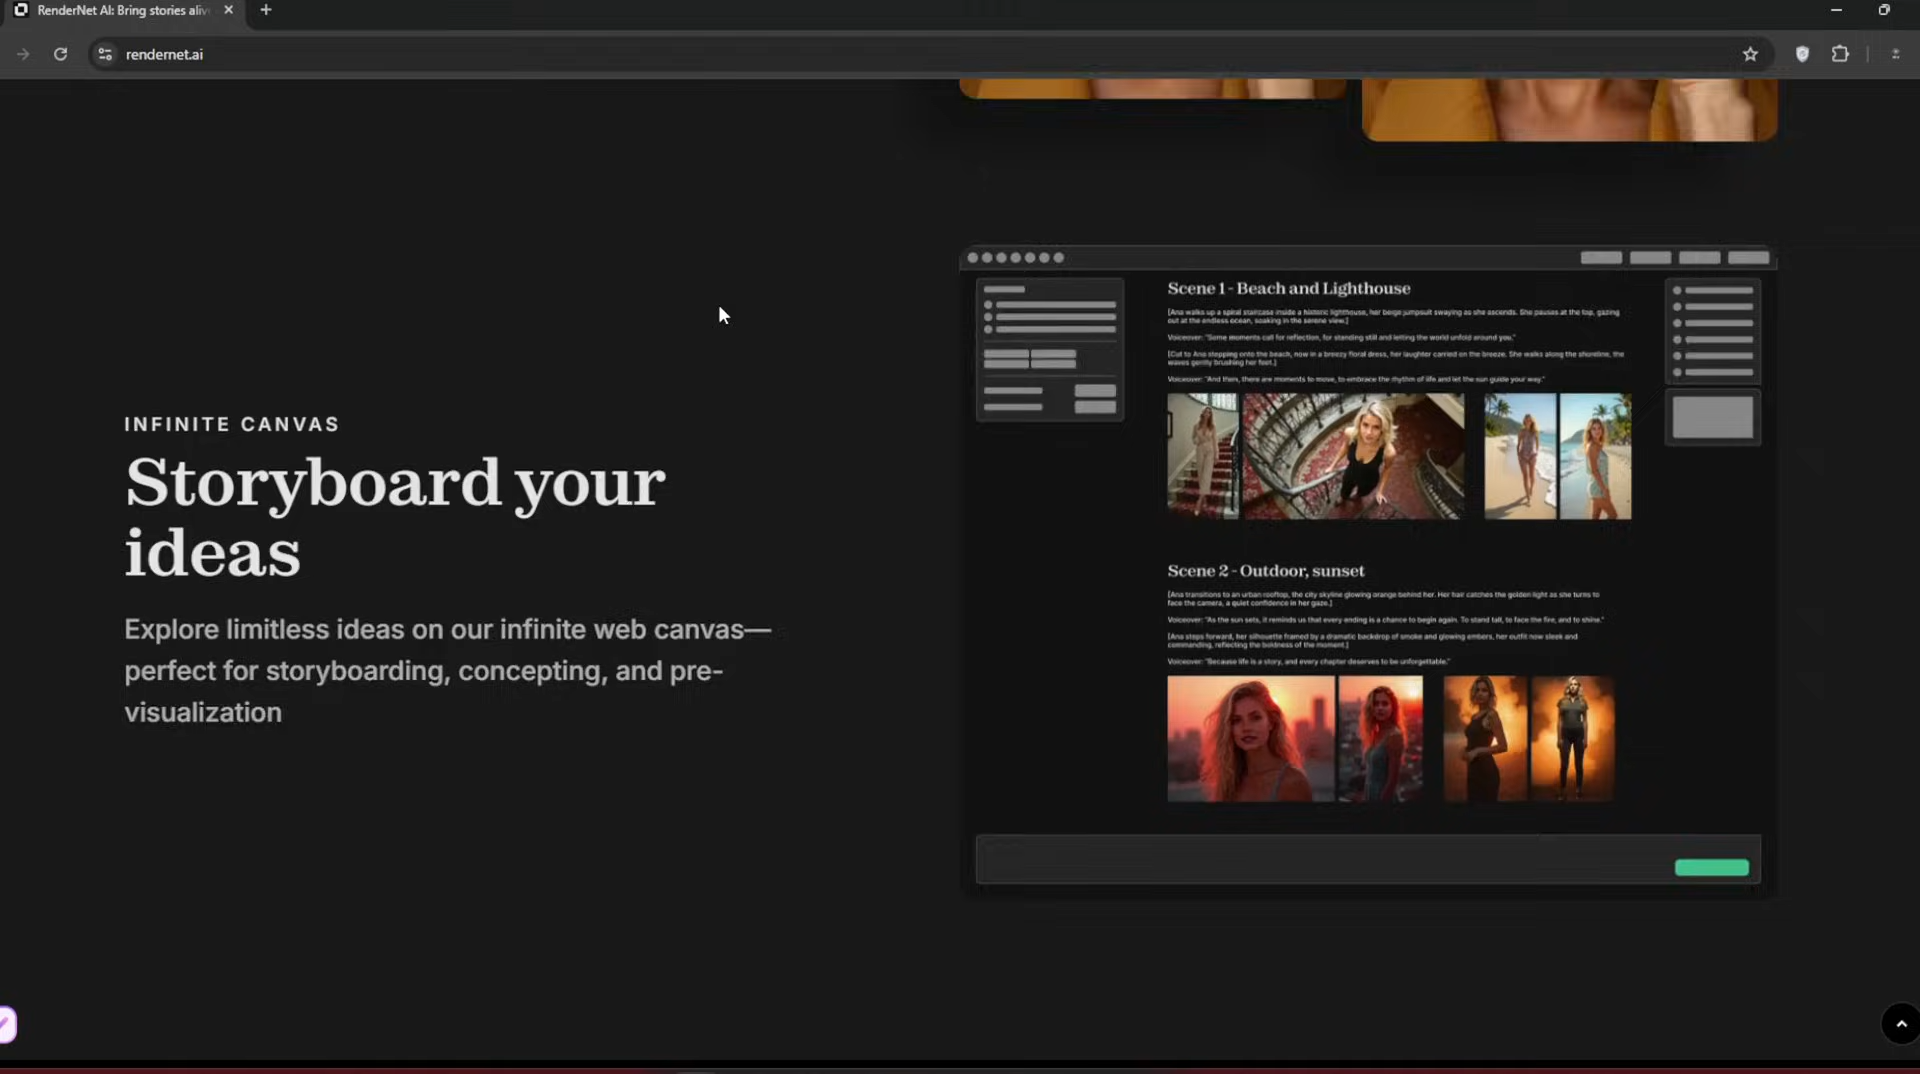 RenderNet AI: Bring stories aliv
rendernet.ai
INFINITE CANVAS
Storyboard your
ideas
Explore limitless ideas on our infinite web canvas—
perfect for storyboarding, concepting, and pre-
visualization
Scene 1 - Beach and Lighthouse
[Ana walks up a spiral staircase inside a historic lighthouse, her beige jumpsuit swaying as she ascends. She pauses at the top, gazing
out at the endless ocean, soaking in the serene view.]
Voiceover: "Some moments call for reflection, for standing still and letting the world unfold around you."
[Cut to Ana stepping onto the beach, now in a breezy floral dress, her laughter carried on the breeze. She walks along the shoreline, the
waves gently brushing her feet.]
Voiceover: "And then, there are moments to move, to embrace the rhythm of life and let the sun guide your way."
Scene 2 - Outdoor, sunset
[Ana transitions to an urban rooftop, the city skyline glowing orange behind her. Her hair catches the golden light as she turns to
face the camera, a quiet confidence in her gaze.]
Voiceover: "As the sun sets, it reminds us that every ending is a chance to begin again. To stand tall, to face the fire, and to shine."
[Ana steps forward, her silhouette framed by a dramatic backdrop of smoke and glowing embers, her outfit now sleek and
commanding, reflecting the boldness of the moment.]
Voiceover: "Because life is a story, and every chapter deserves to be unforgettable."